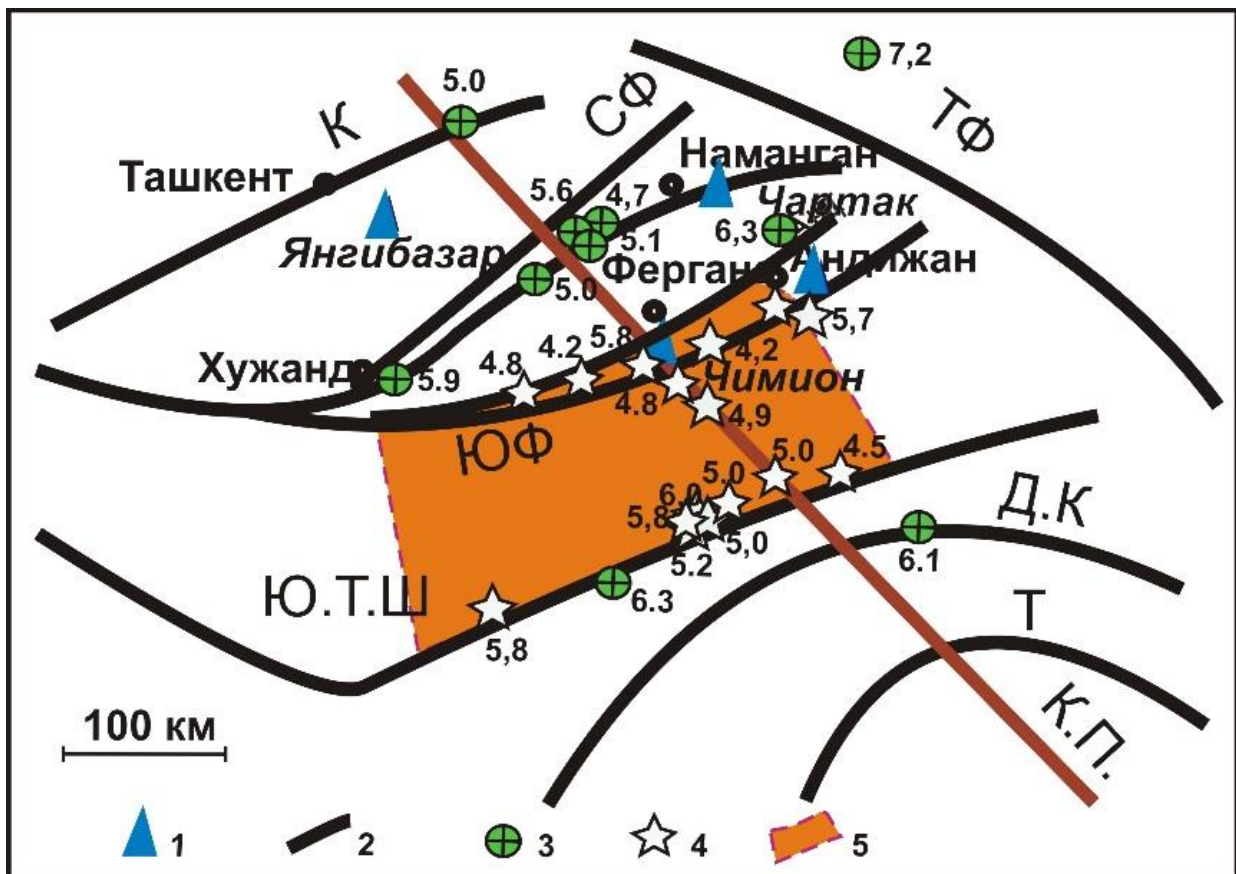 5.0
7,2
К
СФ
ТФ
Ташкент
Наманган
5.6
4,7
Чартак
6,3
5.1
Янгибазар
Ферган
Андижан
5.0
5.8
5,7
4.2
4,2
4.8
Хужанд
5.9
Чимион
4.8
4,9
ЮФ
5.0
4.5
5.0
6,0
Д.К
5,8
5,0
5.2
6.1
Ю.Т.Ш
6.3
Т
5,8
К.П.
100 км
1
2
3
4
5